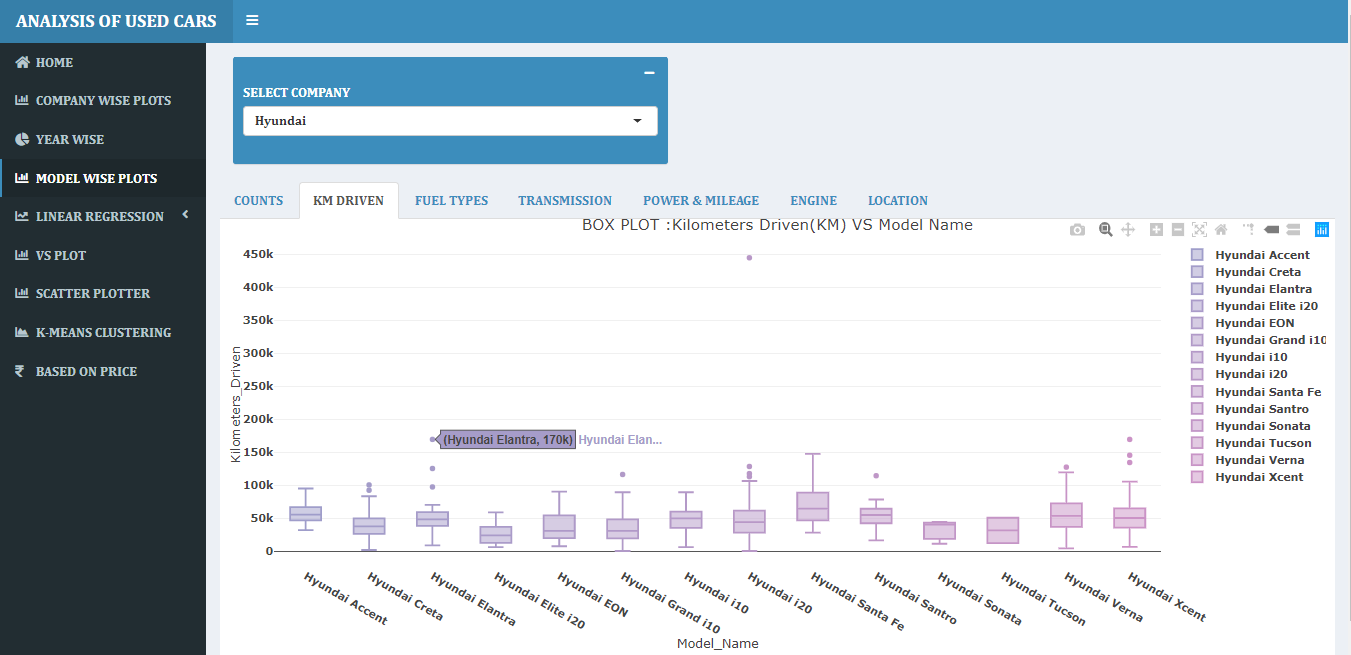 ANALYSIS OF USED CARS
HOME
COMPANY WISE PLOTS
YEAR WISE
MODEL WISE PLOTS
LINEAR REGRESSION
VS PLOT
SCATTER PLOTTER
K-MEANS CLUSTERING
BASED ON PRICE
SELECT COMPANY
Hyundai
COUNTS KM DRIVEN FUEL TYPES TRANSMISSION POWER & MILEAGE ENGINE LOCATION
BOX PLOT :Kilometers Driven(KM) VS Model Name
Kilometers_Driven
450k
400k
350k
300k
250k
200k
150k
100k
50k
0
(Hyundai Elantra, 170k) Hyundai Elan...
Hyundai Accent
Hyundai Creta
Hyundai Elantra
Hyundai Elite i20
Hyundai EON
Hyundai Grand i10
Hyundai i10
Hyundai i20
Hyundai Santa Fe
Hyundai Santro
Hyundai Sonata
Hyundai Tucson
Hyundai Verna
Hyundai Xcent
Model_Name
Hyundai Accent
Hyundai Creta
Hyundai Elantra
Hyundai Elite i20
Hyundai EON
Hyundai Grand i10
Hyundai i10
Hyundai i20
Hyundai Santa Fe
Hyundai Santro
Hyundai Sonata
Hyundai Tucson
Hyundai Verna
Hyundai Xcent